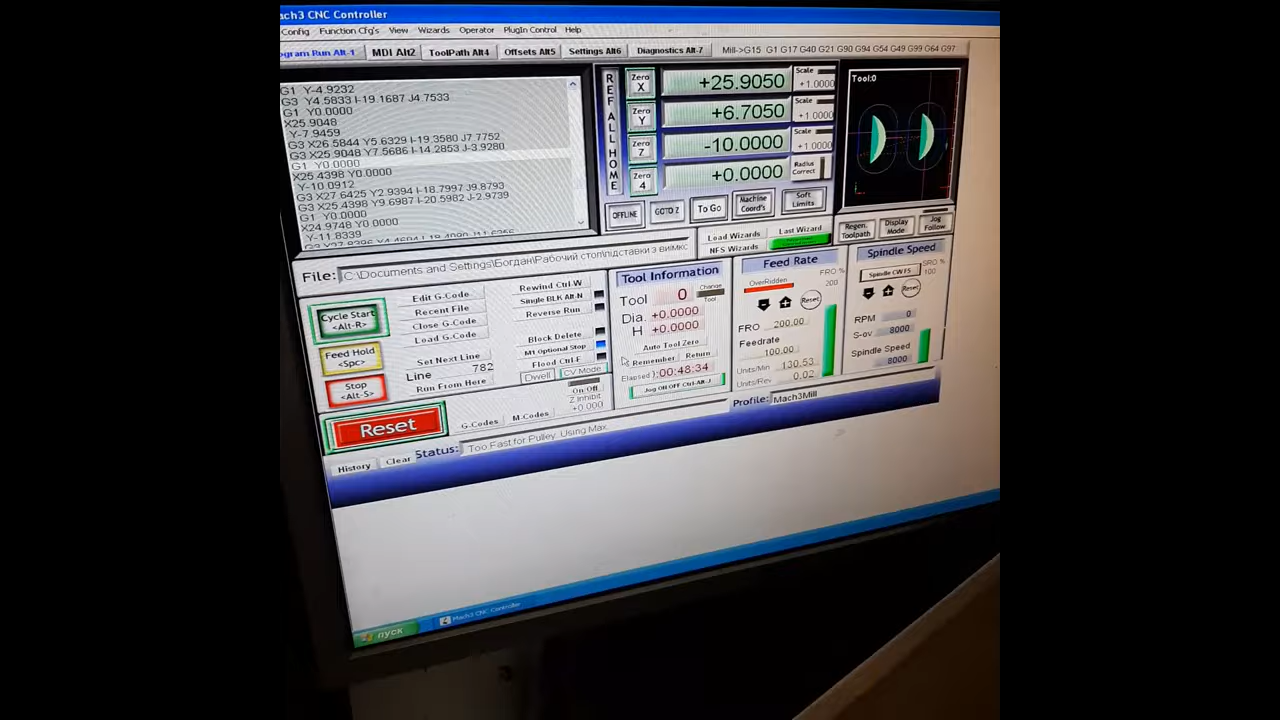 Mach3 CNC Controller
Config Function Cfg's View Wizards Operator PlugIn Control Help
ogram Run Alt-1 MDI Alt2 ToolPath Alt4 Offsets Alt5 Settings Alt6 Diagnostics Alt-7 Mill->G15 G1 G17 G40 G21 G90 G94 G54 G49 G99 G64 G97
G1 Y-4.9232
G3 Y4.5833 I-19.1687 J4.7533
G1 Y0.0000
X25.9048
Y-7.9459
G3 X26.5844 Y5.6329 I-19.3580 J7.7752
G3 X25.9048 Y7.5686 I-14.2853 J-3.9280
G1 Y0.0000
X25.4398 Y0.0000
Y-10.0912
G3 X27.6425 Y2.9394 I-18.7997 J9.8793
G3 X25.4398 Y9.6987 I-20.5982 J-2.9739
G1 Y0.0000
X24.9748 Y0.0000
Y-11.8339
REF ALL HOME
Zero X +25.9050 Scale +1.0000
Zero Y +6.7050 Scale +1.0000
Zero Z -10.0000 Scale +1.0000
Zero 4 +0.0000 Radius Correct
OFFLINE GOTO Z To Go Machine Coord's Soft Limits
Tool:0
Regen. Toolpath Display Mode Jog Follow
Load Wizards Last Wizard
NFS Wizards
File: C:\Documents and Settings\Богдан\Рабочий стол\підставки з вимкс
Cycle Start <Alt-R>
Feed Hold <Spc>
Stop <Alt-S>
Reset
Edit G-Code
Recent File
Close G-Code
Load G-Code
Set Next Line
Line 782
Run From Here
Rewind Ctrl-W
Single BLK Alt-N
Reverse Run
Block Delete
M1 Optional Stop
Flood Ctrl-F
Dwell CV Mode
On/Off
Z Inhibit
+0.000
G-Codes M-Codes
Tool Information
Tool 0 Change Tool
Dia. +0.0000
H +0.0000
Auto Tool Zero
Remember Return
Elapsed 00:48:34
Jog ON/OFF Ctrl-Alt-J
Feed Rate
OverRidden FRO % 200
Reset
FRO 200.00
Feedrate
100.00
Units/Min 130.53
Units/Rev 0.02
Spindle Speed
Spindle CW F5 SRO % 100
Reset
RPM 0
S-ov 8000
Spindle Speed
8000
History Clear Status: Too Fast for Pulley. Using Max.
Profile: Mach3Mill
пуск Mach3 CNC Controller